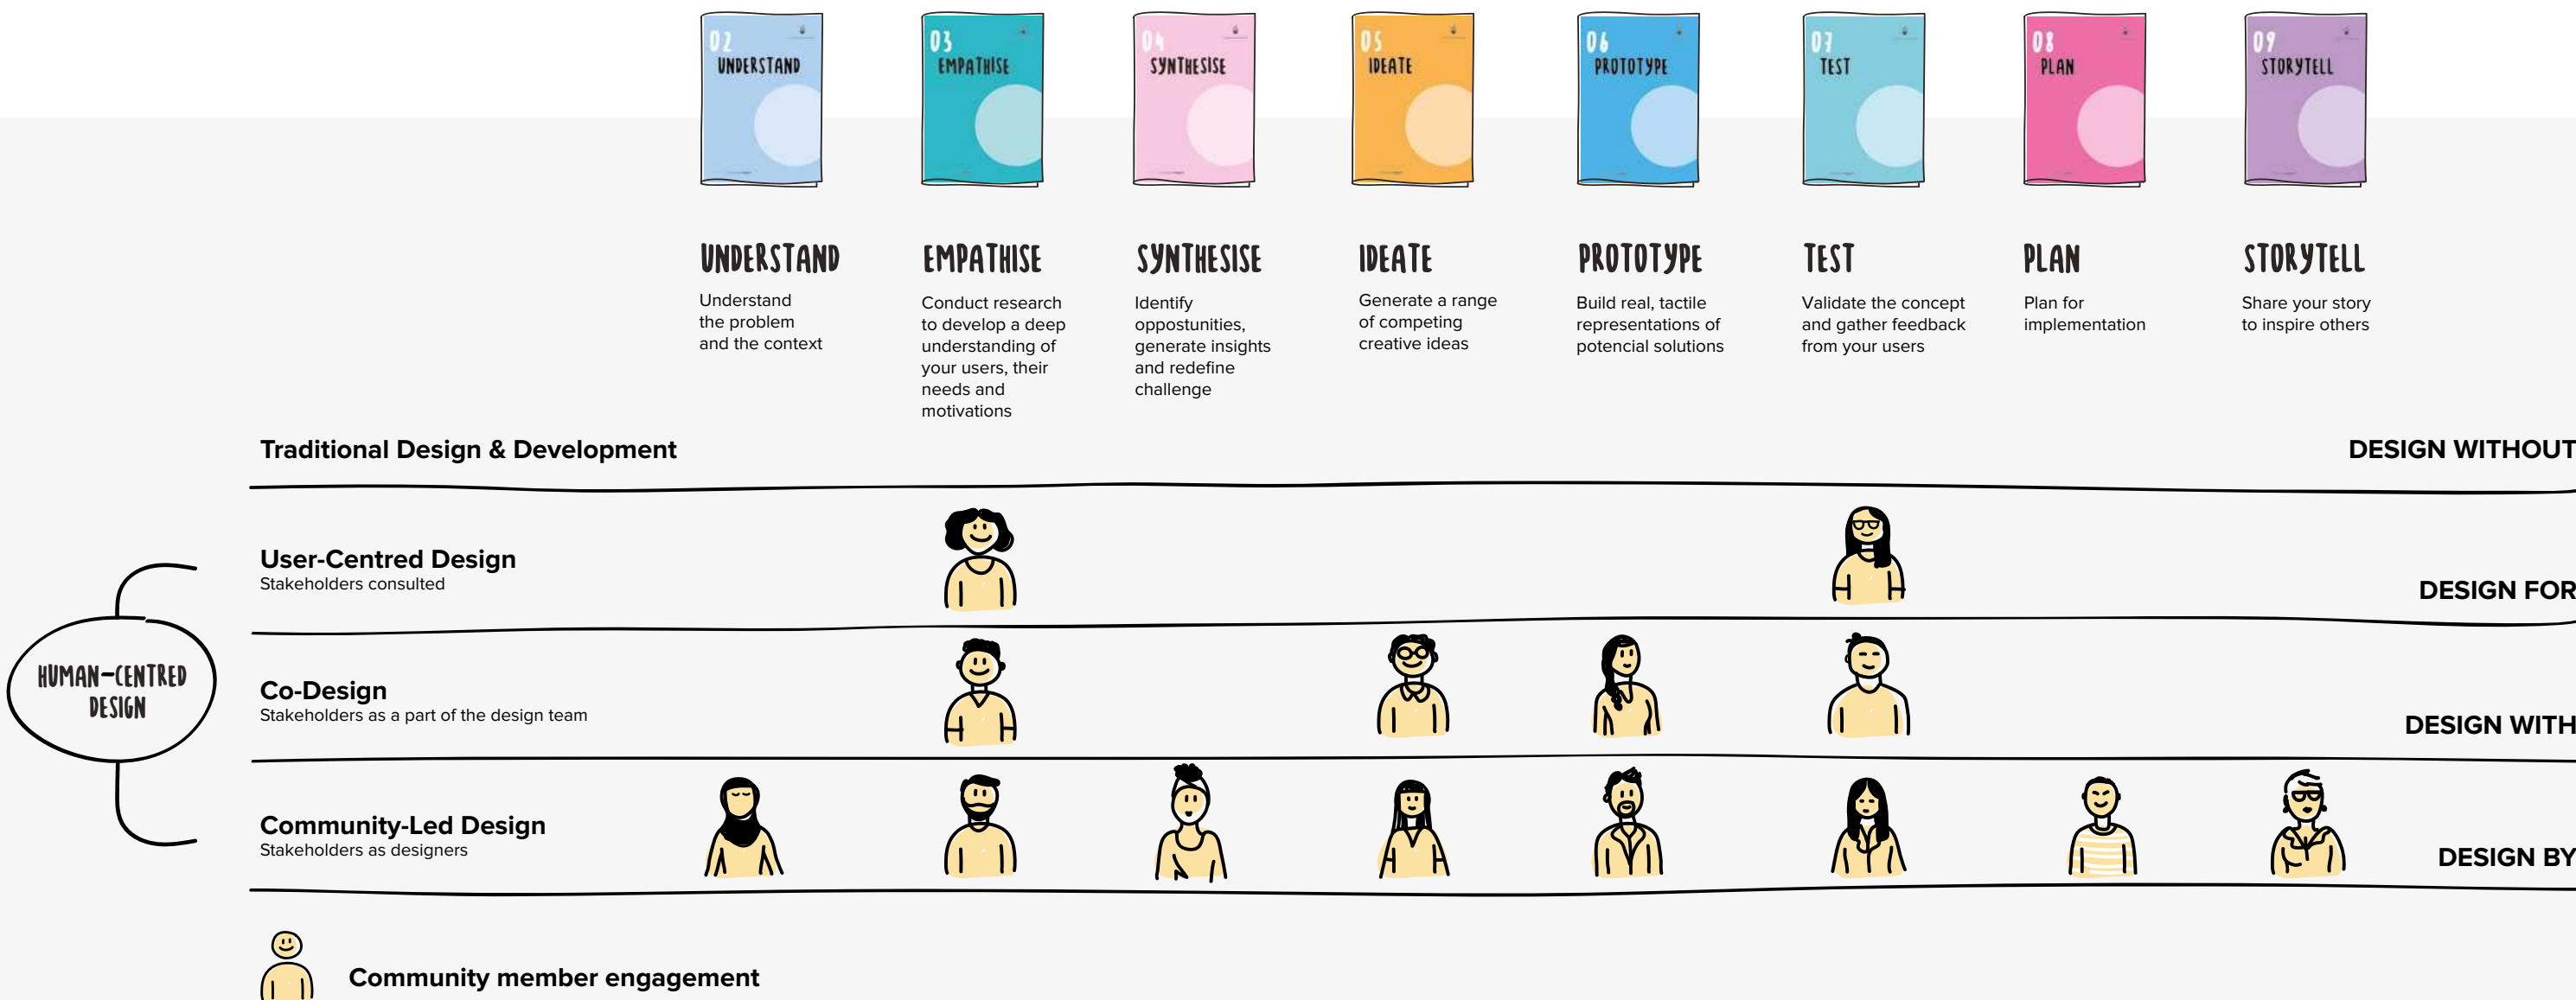 02
UNDERSTAND
03
EMPATHISE
04
SYNTHESISE
05
IDEATE
06
PROTOTYPE
07
TEST
08
PLAN
09
STORYTELL
UNDERSTAND
Understand
the problem
and the context
EMPATHISE
Conduct research
to develop a deep
understanding of
your users, their
needs and
motivations
SYNTHESISE
Identify
oppostunities,
generate insights
and redefine
challenge
IDEATE
Generate a range
of competing
creative ideas
PROTOTYPE
Build real, tactile
representations of
potencial solutions
TEST
Validate the concept
and gather feedback
from your users
PLAN
Plan for
implementation
STORYTELL
Share your story
to inspire others
Traditional Design & Development
DESIGN WITHOUT
User-Centred Design
Stakeholders consulted
DESIGN FOR
HUMAN-CENTRED
DESIGN
Co-Design
Stakeholders as a part of the design team
DESIGN WITH
Community-Led Design
Stakeholders as designers
DESIGN BY
Community member engagement